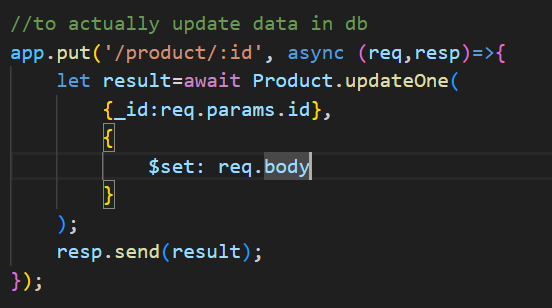 //to actually update data in db
app.put('/product/:id', async (req,resp)=>{
    let result=await Product.updateOne(
        {_id:req.params.id},
        {
            $set: req.body
        }
    );
    resp.send(result);
});